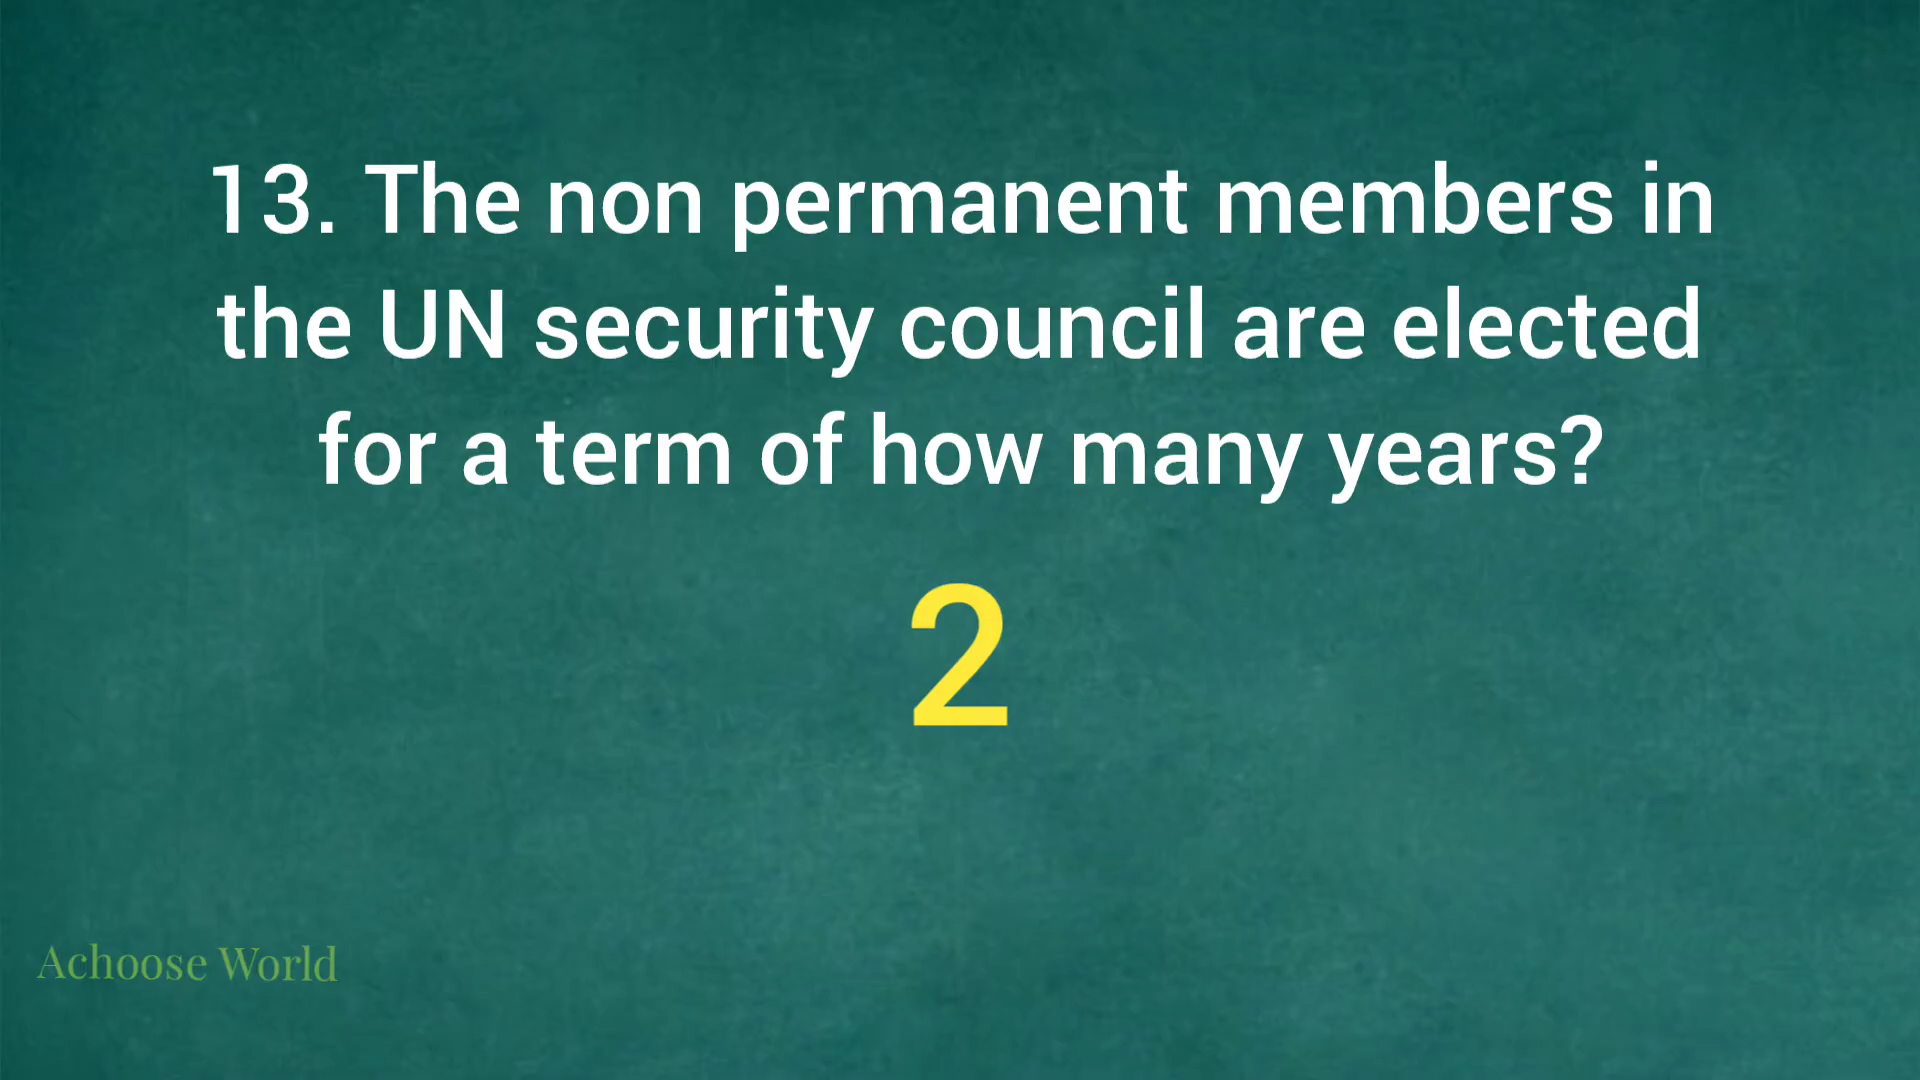 13. The non permanent members in
the UN security council are elected
for a term of how many years?
2
Achoose World